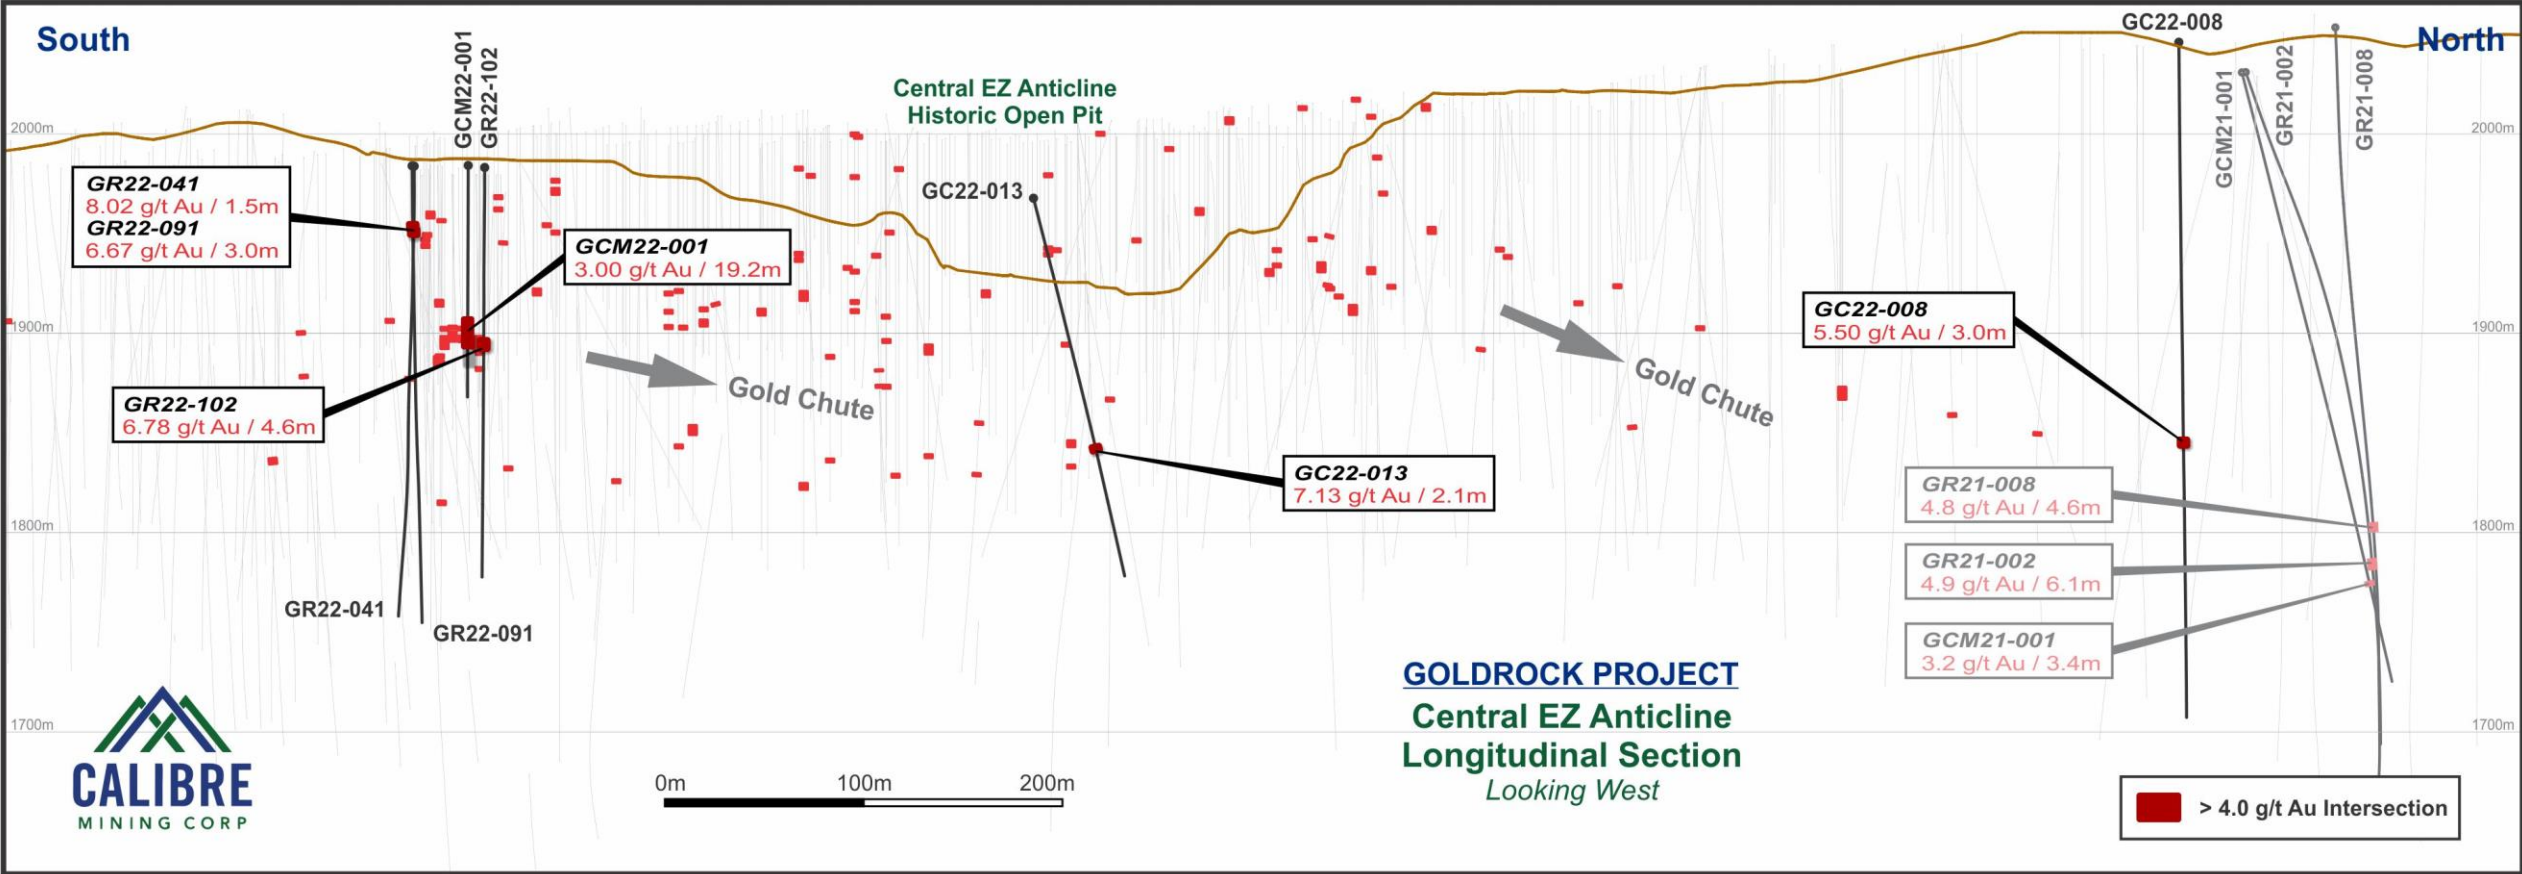 South
North
GC22-008
GCM22-001
GR22-102
GCM21-001
GR21-002
GR21-008
Central EZ Anticline
Historic Open Pit
2000m
2000m
GR22-041
8.02 g/t Au / 1.5m
GR22-091
6.67 g/t Au / 3.0m
GC22-013
GCM22-001
3.00 g/t Au / 19.2m
1900m
1900m
GC22-008
5.50 g/t Au / 3.0m
Gold Chute
Gold Chute
GR22-102
6.78 g/t Au / 4.6m
GC22-013
7.13 g/t Au / 2.1m
GR21-008
4.8 g/t Au / 4.6m
1800m
1800m
GR21-002
4.9 g/t Au / 6.1m
GR22-041
GR22-091
GCM21-001
3.2 g/t Au / 3.4m
GOLDROCK PROJECT
Central EZ Anticline
Longitudinal Section
Looking West
1700m
1700m
CALIBRE
MINING CORP
0m 100m 200m
> 4.0 g/t Au Intersection